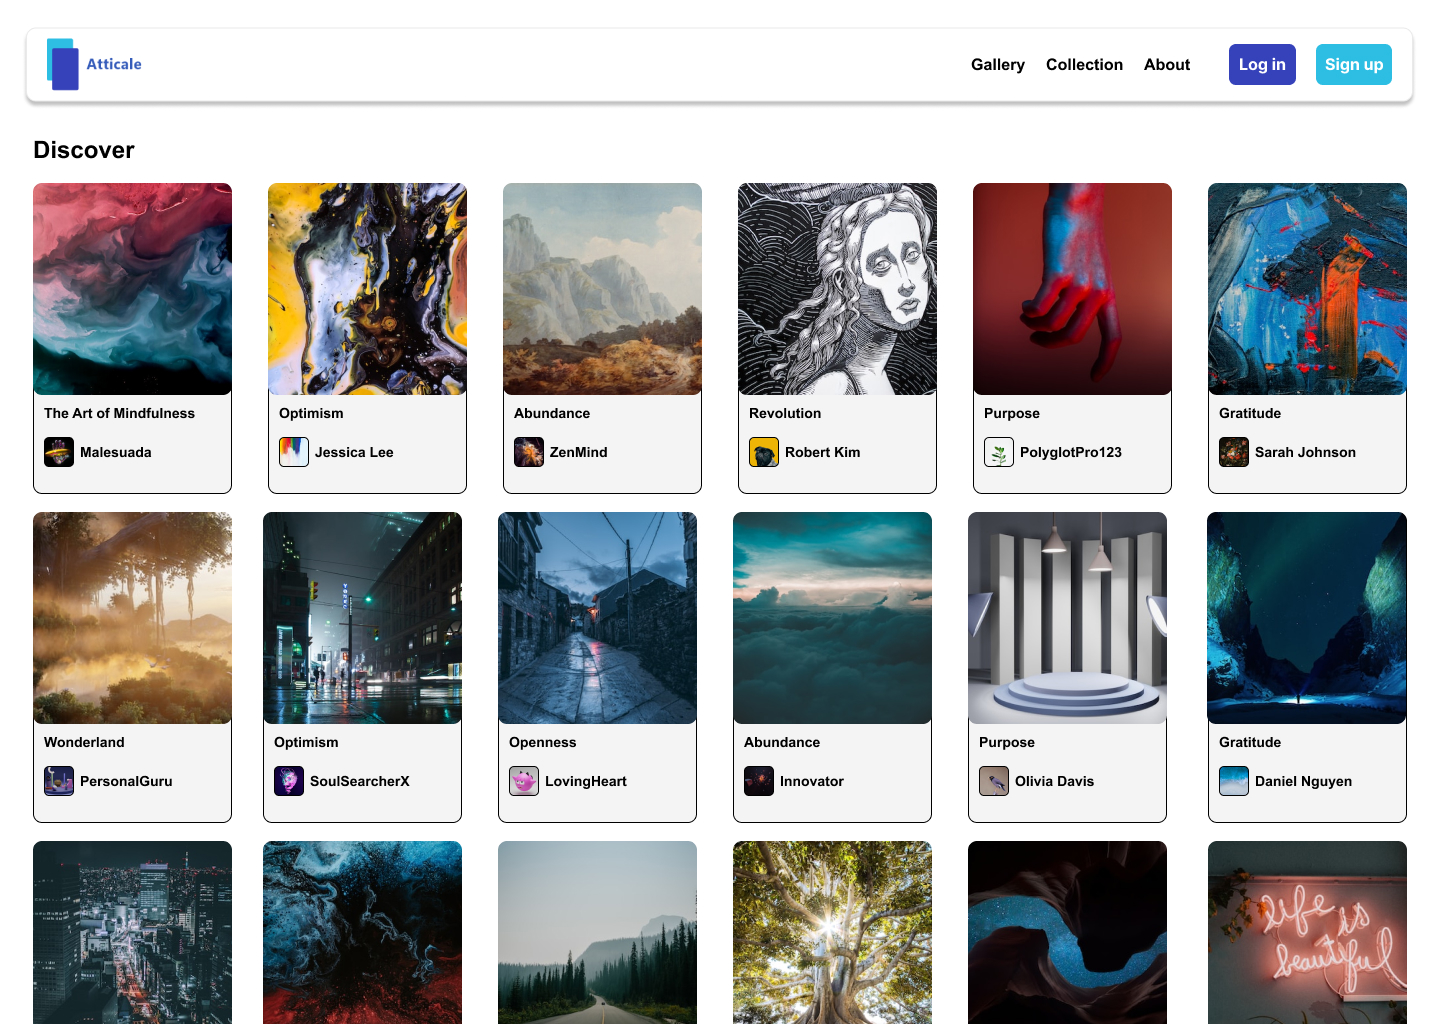 Atticale
Gallery Collection About Log in Sign up
Discover
The Art of Mindfulness
Malesuada
Optimism
Jessica Lee
Abundance
ZenMind
Revolution
Robert Kim
Purpose
PolyglotPro123
Gratitude
Sarah Johnson
Wonderland
PersonalGuru
Optimism
SoulSearcherX
Openness
LovingHeart
Abundance
Innovator
Purpose
Olivia Davis
Gratitude
Daniel Nguyen
life is
beautiful